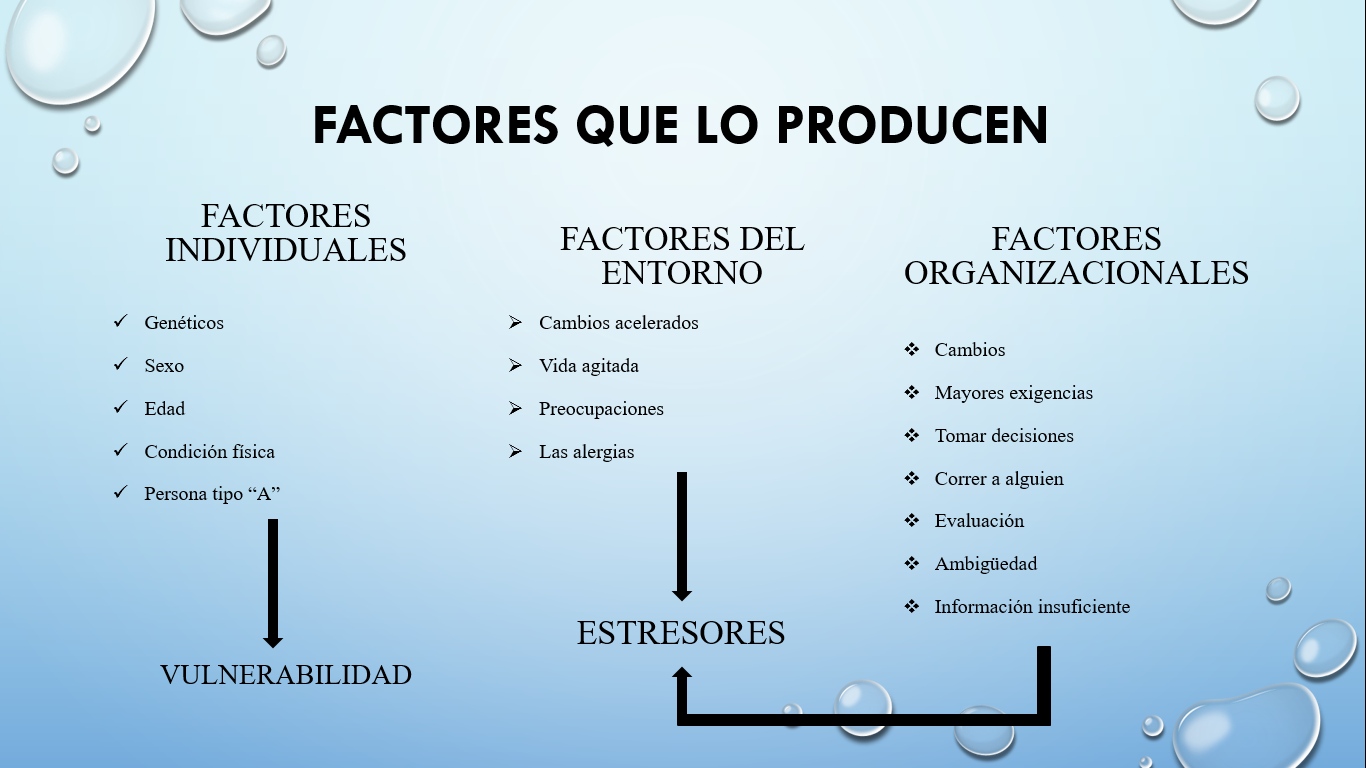 FACTORES QUE LO PRODUCEN
FACTORES
INDIVIDUALES
Genéticos
Sexo
Edad
Condición física
Persona tipo “A”
VULNERABILIDAD
FACTORES DEL
ENTORNO
Cambios acelerados
Vida agitada
Preocupaciones
Las alergias
ESTRESORES
FACTORES
ORGANIZACIONALES
Cambios
Mayores exigencias
Tomar decisiones
Correr a alguien
Evaluación
Ambigüedad
Información insuficiente